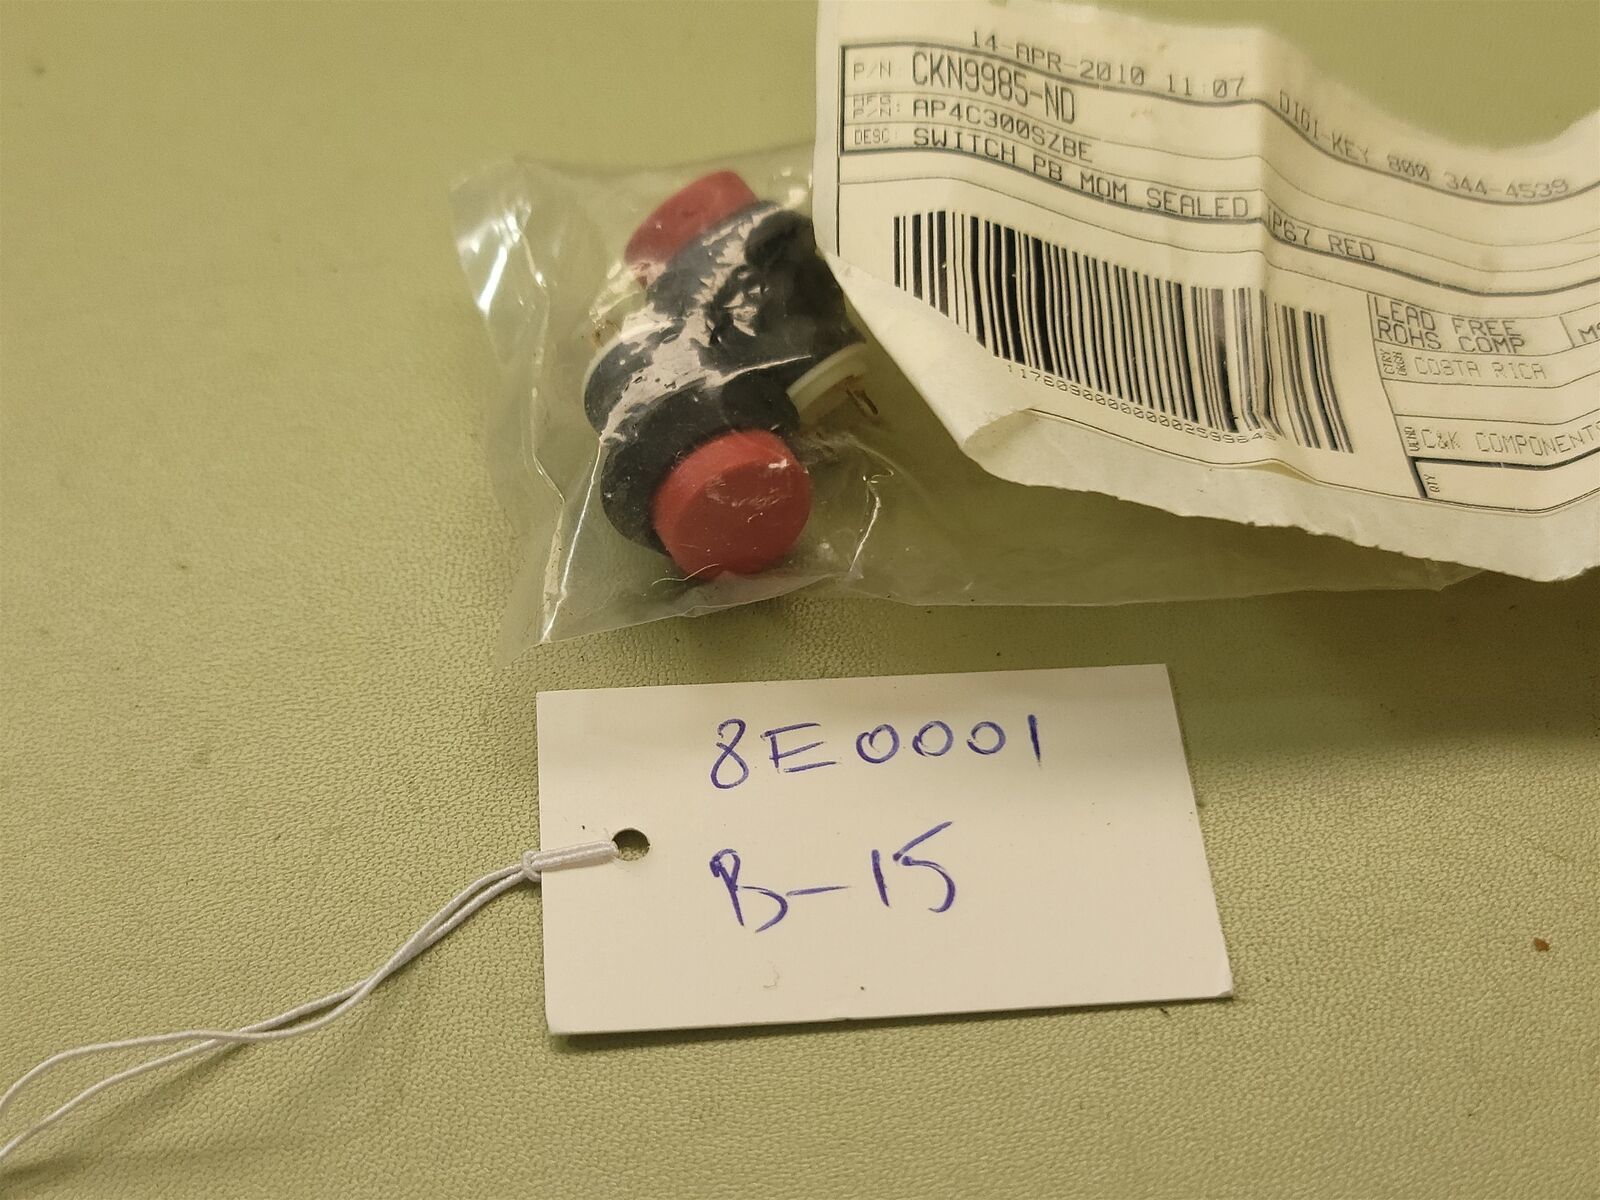 14-APR-2010 11:07 DIGI-KEY 800 344-4539
P/N: CKN9985-ND
MFG P/N: AP4C300SZBE
DESC: SWITCH PB MOM SEALED IP67 RED
LEAD FREE
ROHS COMP
COSTA RICA
C&K COMPONENTS
QTY
8E0001
B-15